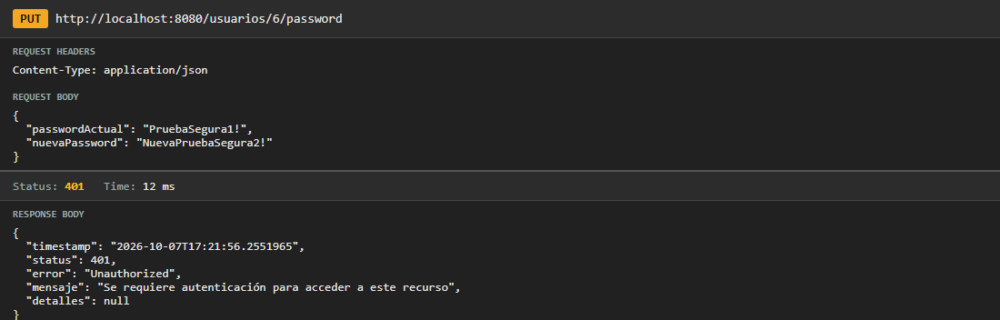 PUT http://localhost:8080/usuarios/6/password
REQUEST HEADERS
Content-Type: application/json
REQUEST BODY
{
  "passwordActual": "PruebaSegura1!",
  "nuevaPassword": "NuevaPruebaSegura2!"
}
Status: 401 Time: 12 ms
RESPONSE BODY
{
  "timestamp": "2026-10-07T17:21:56.2551965",
  "status": 401,
  "error": "Unauthorized",
  "mensaje": "Se requiere autenticación para acceder a este recurso",
  "detalles": null
}